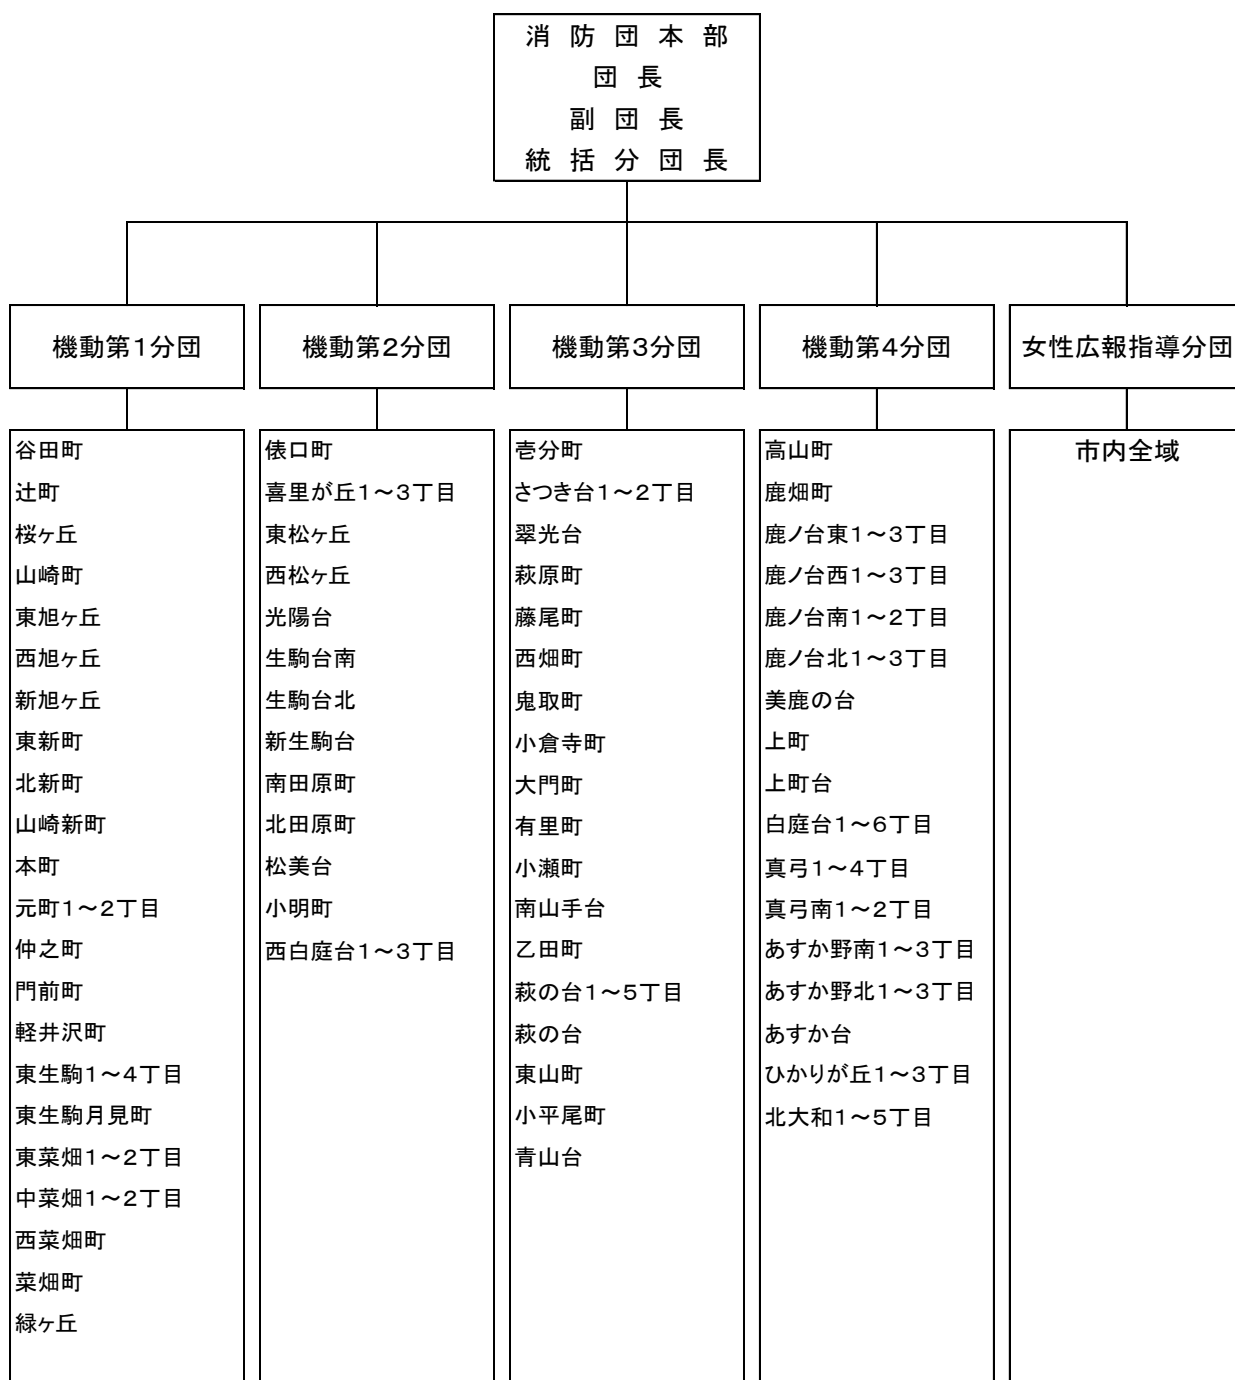 消防団本部
団長
副団長
統括分団長
機動第1分団
機動第2分団
機動第3分団
機動第4分団
女性広報指導分団
谷田町
辻町
桜ヶ丘
山崎町
東旭ヶ丘
西旭ヶ丘
新旭ヶ丘
東新町
北新町
山崎新町
本町
元町1～2丁目
仲之町
門前町
軽井沢町
東生駒1～4丁目
東生駒月見町
東菜畑1～2丁目
中菜畑1～2丁目
西菜畑町
菜畑町
緑ヶ丘
俵口町
喜里が丘1～3丁目
東松ヶ丘
西松ヶ丘
光陽台
生駒台南
生駒台北
新生駒台
南田原町
北田原町
松美台
小明町
西白庭台1～3丁目
壱分町
さつき台1～2丁目
翠光台
萩原町
藤尾町
西畑町
鬼取町
小倉寺町
大門町
有里町
小瀬町
南山手台
乙田町
萩の台1～5丁目
萩の台
東山町
小平尾町
青山台
高山町
鹿畑町
鹿ノ台東1～3丁目
鹿ノ台西1～3丁目
鹿ノ台南1～2丁目
鹿ノ台北1～3丁目
美鹿の台
上町
上町台
白庭台1～6丁目
真弓1～4丁目
真弓南1～2丁目
あすか野南1～3丁目
あすか野北1～3丁目
あすか台
ひかりが丘1～3丁目
北大和1～5丁目
市内全域